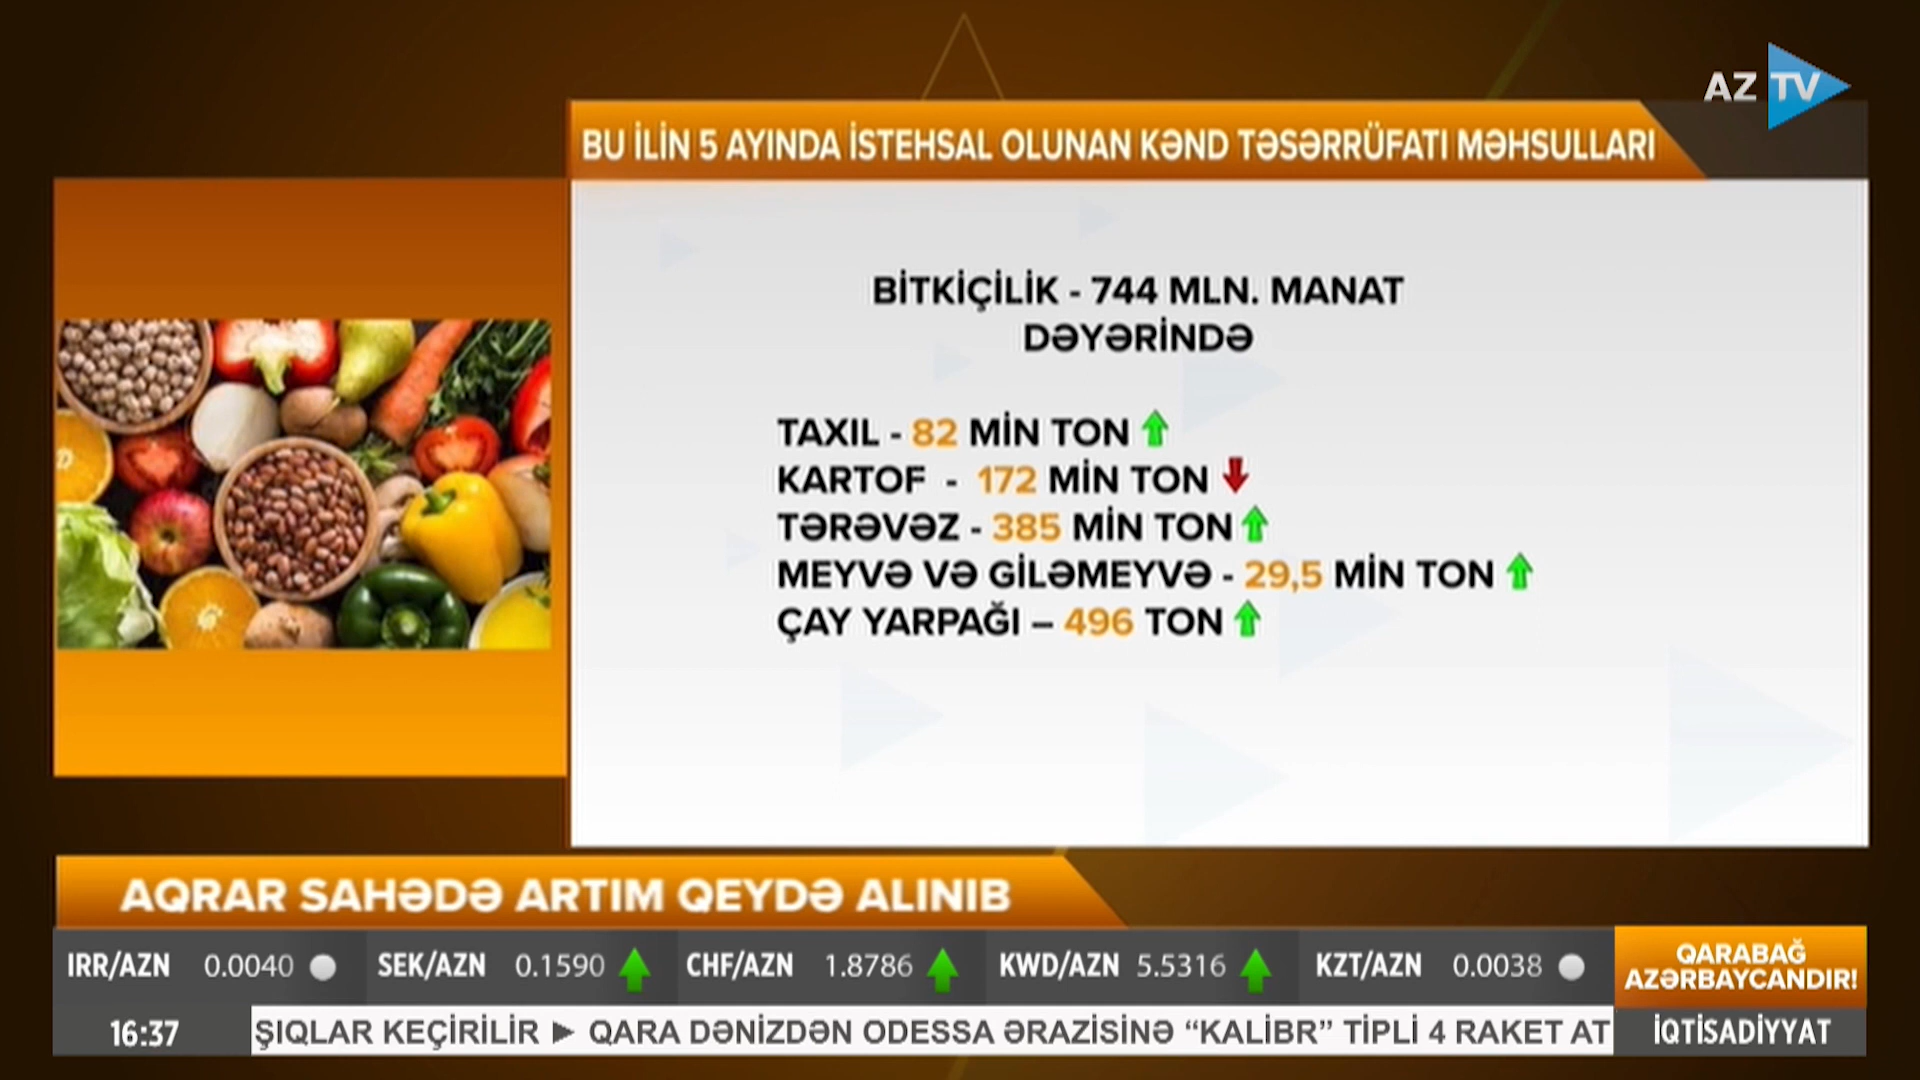 AZ TV
BU İLİN 5 AYINDA İSTEHSAL OLUNAN KƏND TƏSƏRRÜFATI MƏHSULLARI
BİTKİÇİLİK - 744 MLN. MANAT
DƏYƏRİNDƏ
TAXIL - 82 MİN TON
KARTOF - 172 MİN TON
TƏRƏVƏZ - 385 MİN TON
MEYVƏ VƏ GİLƏMEYVƏ - 29,5 MİN TON
ÇAY YARPAĞI – 496 TON
AQRAR SAHƏDƏ ARTIM QEYDƏ ALINIB
IRR/AZN 0.0040 SEK/AZN 0.1590 CHF/AZN 1.8786 KWD/AZN 5.5316 KZT/AZN 0.0038
QARABAĞ
AZƏRBAYCANDIR!
16:37 ŞIQLAR KEÇİRİLİR ► QARA DƏNİZDƏN ODESSA ƏRAZİSİNƏ “KALİBR” TİPLİ 4 RAKET AT İQTİSADİYYAT